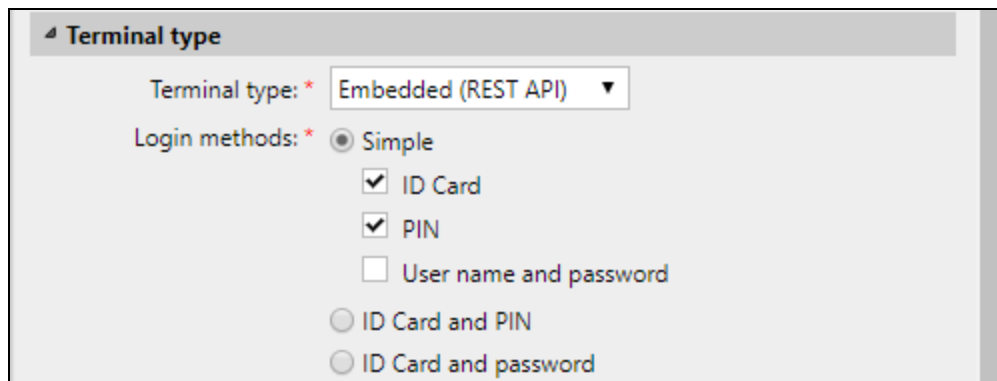 Terminal type
Terminal type: * Embedded (REST API)
Login methods: * Simple
ID Card
PIN
User name and password
ID Card and PIN
ID Card and password